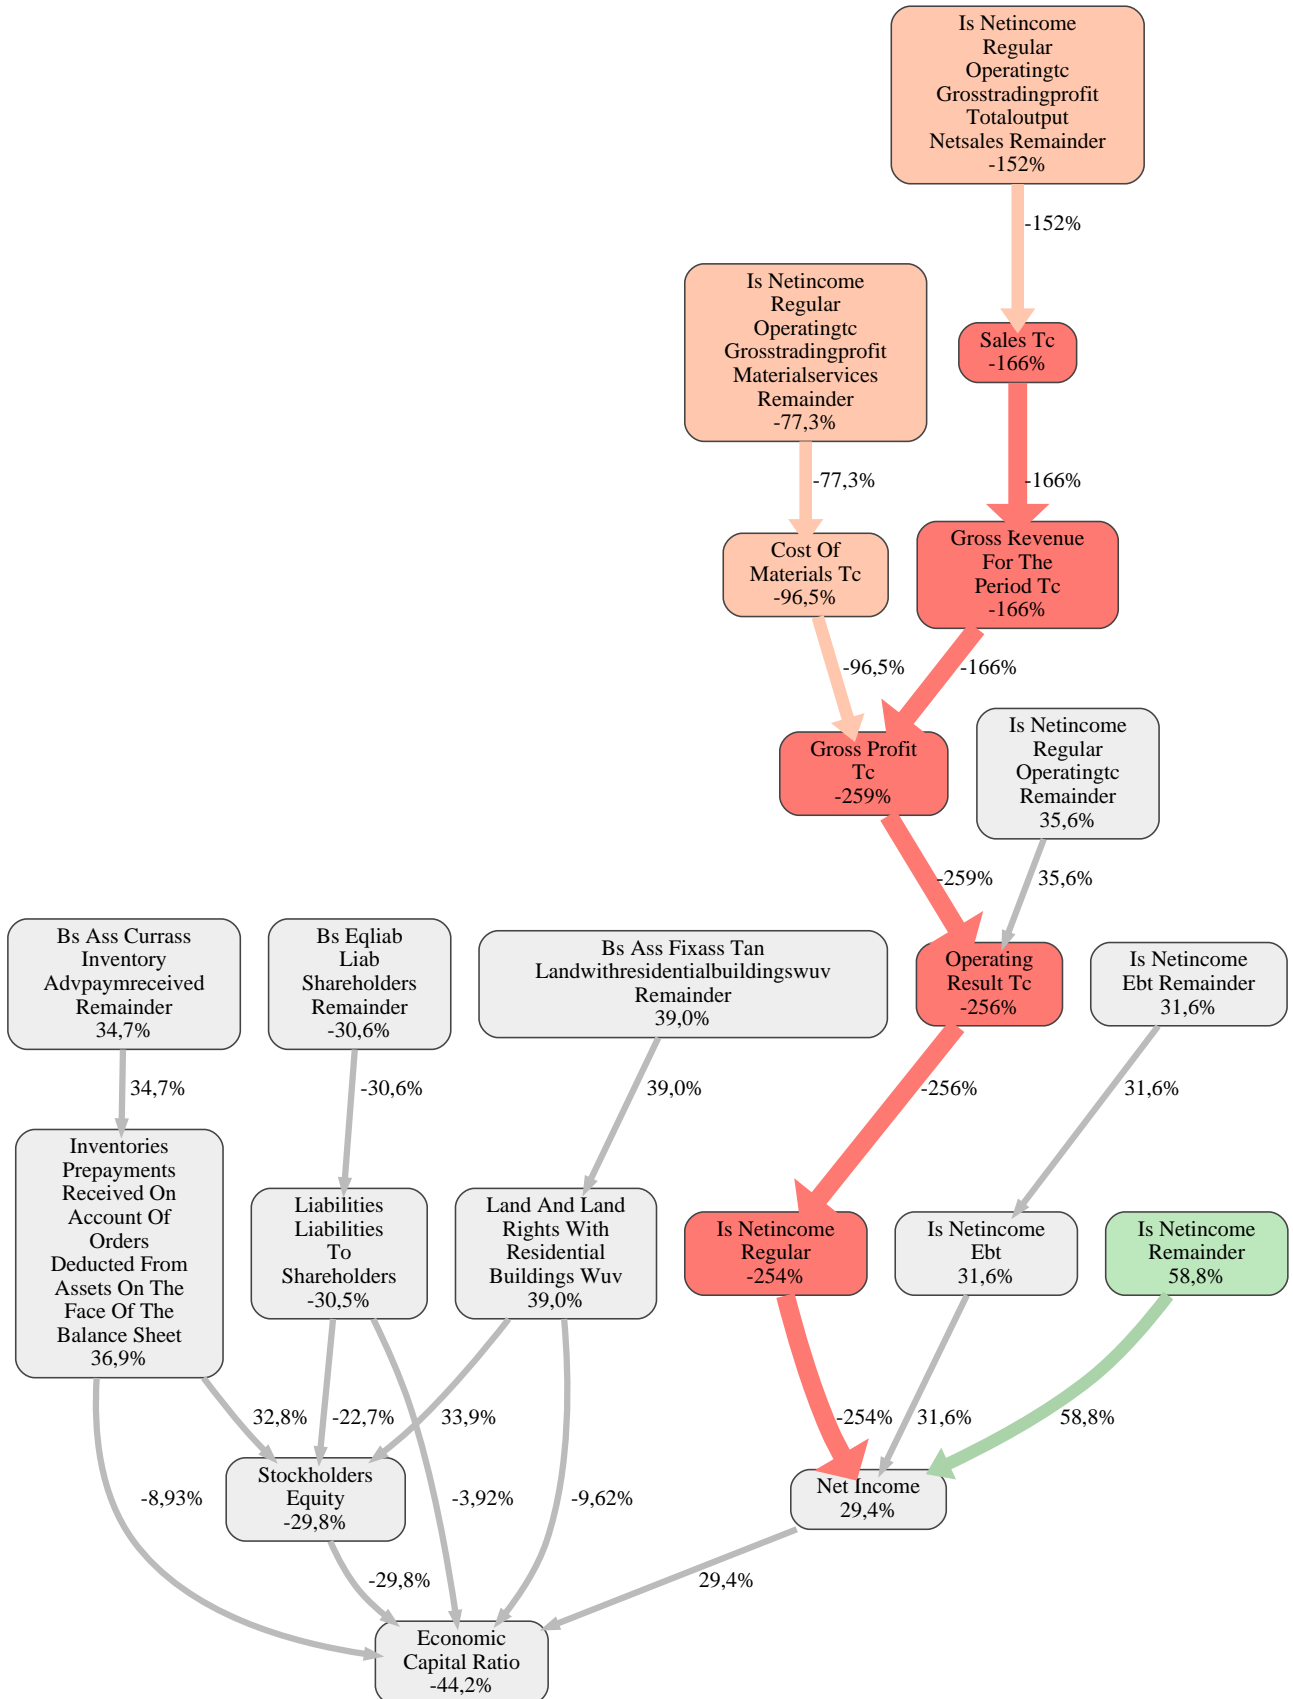 Is Netincome
Regular
Operatingtc
Grosstradingprofit
Totaloutput
Netsales Remainder
-152%
-152%
Is Netincome
Regular
Operatingtc
Grosstradingprofit
Materialservices
Remainder
-77,3%
Sales Tc
-166%
-77,3%
-166%
Cost Of
Materials Tc
-96,5%
Gross Revenue
For The
Period Tc
-166%
-96,5%
-166%
Gross Profit
Tc
-259%
Is Netincome
Regular
Operatingtc
Remainder
35,6%
-259%
35,6%
Bs Ass Currass
Inventory
Advpaymreceived
Remainder
34,7%
Bs Eqliab
Liab
Shareholders
Remainder
-30,6%
Bs Ass Fixass Tan
Landwithresidentialbuildingswuv
Remainder
39,0%
Operating
Result Tc
-256%
Is Netincome
Ebt Remainder
31,6%
34,7%
-30,6%
39,0%
-256%
31,6%
Inventories
Prepayments
Received On
Account Of
Orders
Deducted From
Assets On The
Face Of The
Balance Sheet
36,9%
Liabilities
Liabilities
To
Shareholders
-30,5%
Land And Land
Rights With
Residential
Buildings Wuv
39,0%
Is Netincome
Regular
-254%
Is Netincome
Ebt
31,6%
Is Netincome
Remainder
58,8%
32,8%
-22,7%
33,9%
-254%
31,6%
58,8%
Stockholders
Equity
-29,8%
Net Income
29,4%
-8,93%
-3,92%
-9,62%
-29,8%
29,4%
Economic
Capital Ratio
-44,2%